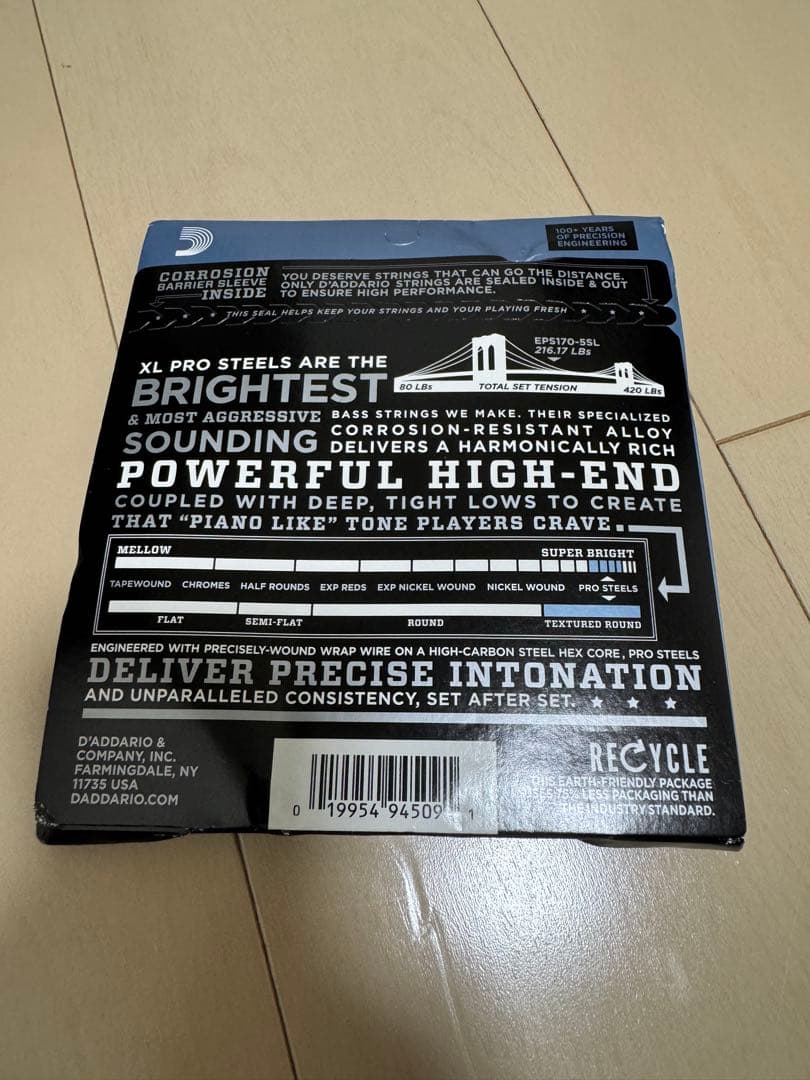 100+ YEARS
OF PRECISION
ENGINEERING
CORROSION
BARRIER SLEEVE
INSIDE
YOU DESERVE STRINGS THAT CAN GO THE DISTANCE.
ONLY D'ADDARIO STRINGS ARE SEALED INSIDE & OUT
TO ENSURE HIGH PERFORMANCE.
THIS SEAL HELPS KEEP YOUR STRINGS AND YOUR PLAYING FRESH
EPS170-5SL
216.17 LBs
80 LBs
TOTAL SET TENSION
420 LBs
XL PRO STEELS ARE THE
BRIGHTEST
& MOST AGGRESSIVE
SOUNDING
BASS STRINGS WE MAKE. THEIR SPECIALIZED
CORROSION-RESISTANT ALLOY
DELIVERS A HARMONICALLY RICH
POWERFUL HIGH-END
COUPLED WITH DEEP, TIGHT LOWS TO CREATE
THAT “PIANO LIKE” TONE PLAYERS CRAVE.
MELLOW SUPER BRIGHT
TAPEWOUND CHROMES HALF ROUNDS EXP REDS EXP NICKEL WOUND NICKEL WOUND PRO STEELS
FLAT SEMI-FLAT ROUND TEXTURED ROUND
ENGINEERED WITH PRECISELY-WOUND WRAP WIRE ON A HIGH-CARBON STEEL HEX CORE, PRO STEELS
DELIVER PRECISE INTONATION
AND UNPARALLELED CONSISTENCY, SET AFTER SET.
D'ADDARIO &
COMPANY, INC.
FARMINGDALE, NY
11735 USA
DADDARIO.COM
0 19954 94509 1
RECYCLE
THIS EARTH-FRIENDLY PACKAGE
USES 75% LESS PACKAGING THAN
THE INDUSTRY STANDARD.